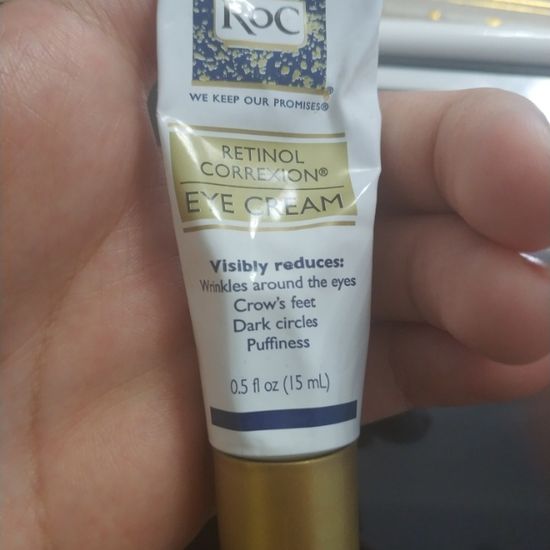 RoC
WE KEEP OUR PROMISES®
RETINOL
CORREXION®
EYE CREAM
Visibly reduces:
Wrinkles around the eyes
Crow's feet
Dark circles
Puffiness
0.5 fl oz (15 mL)